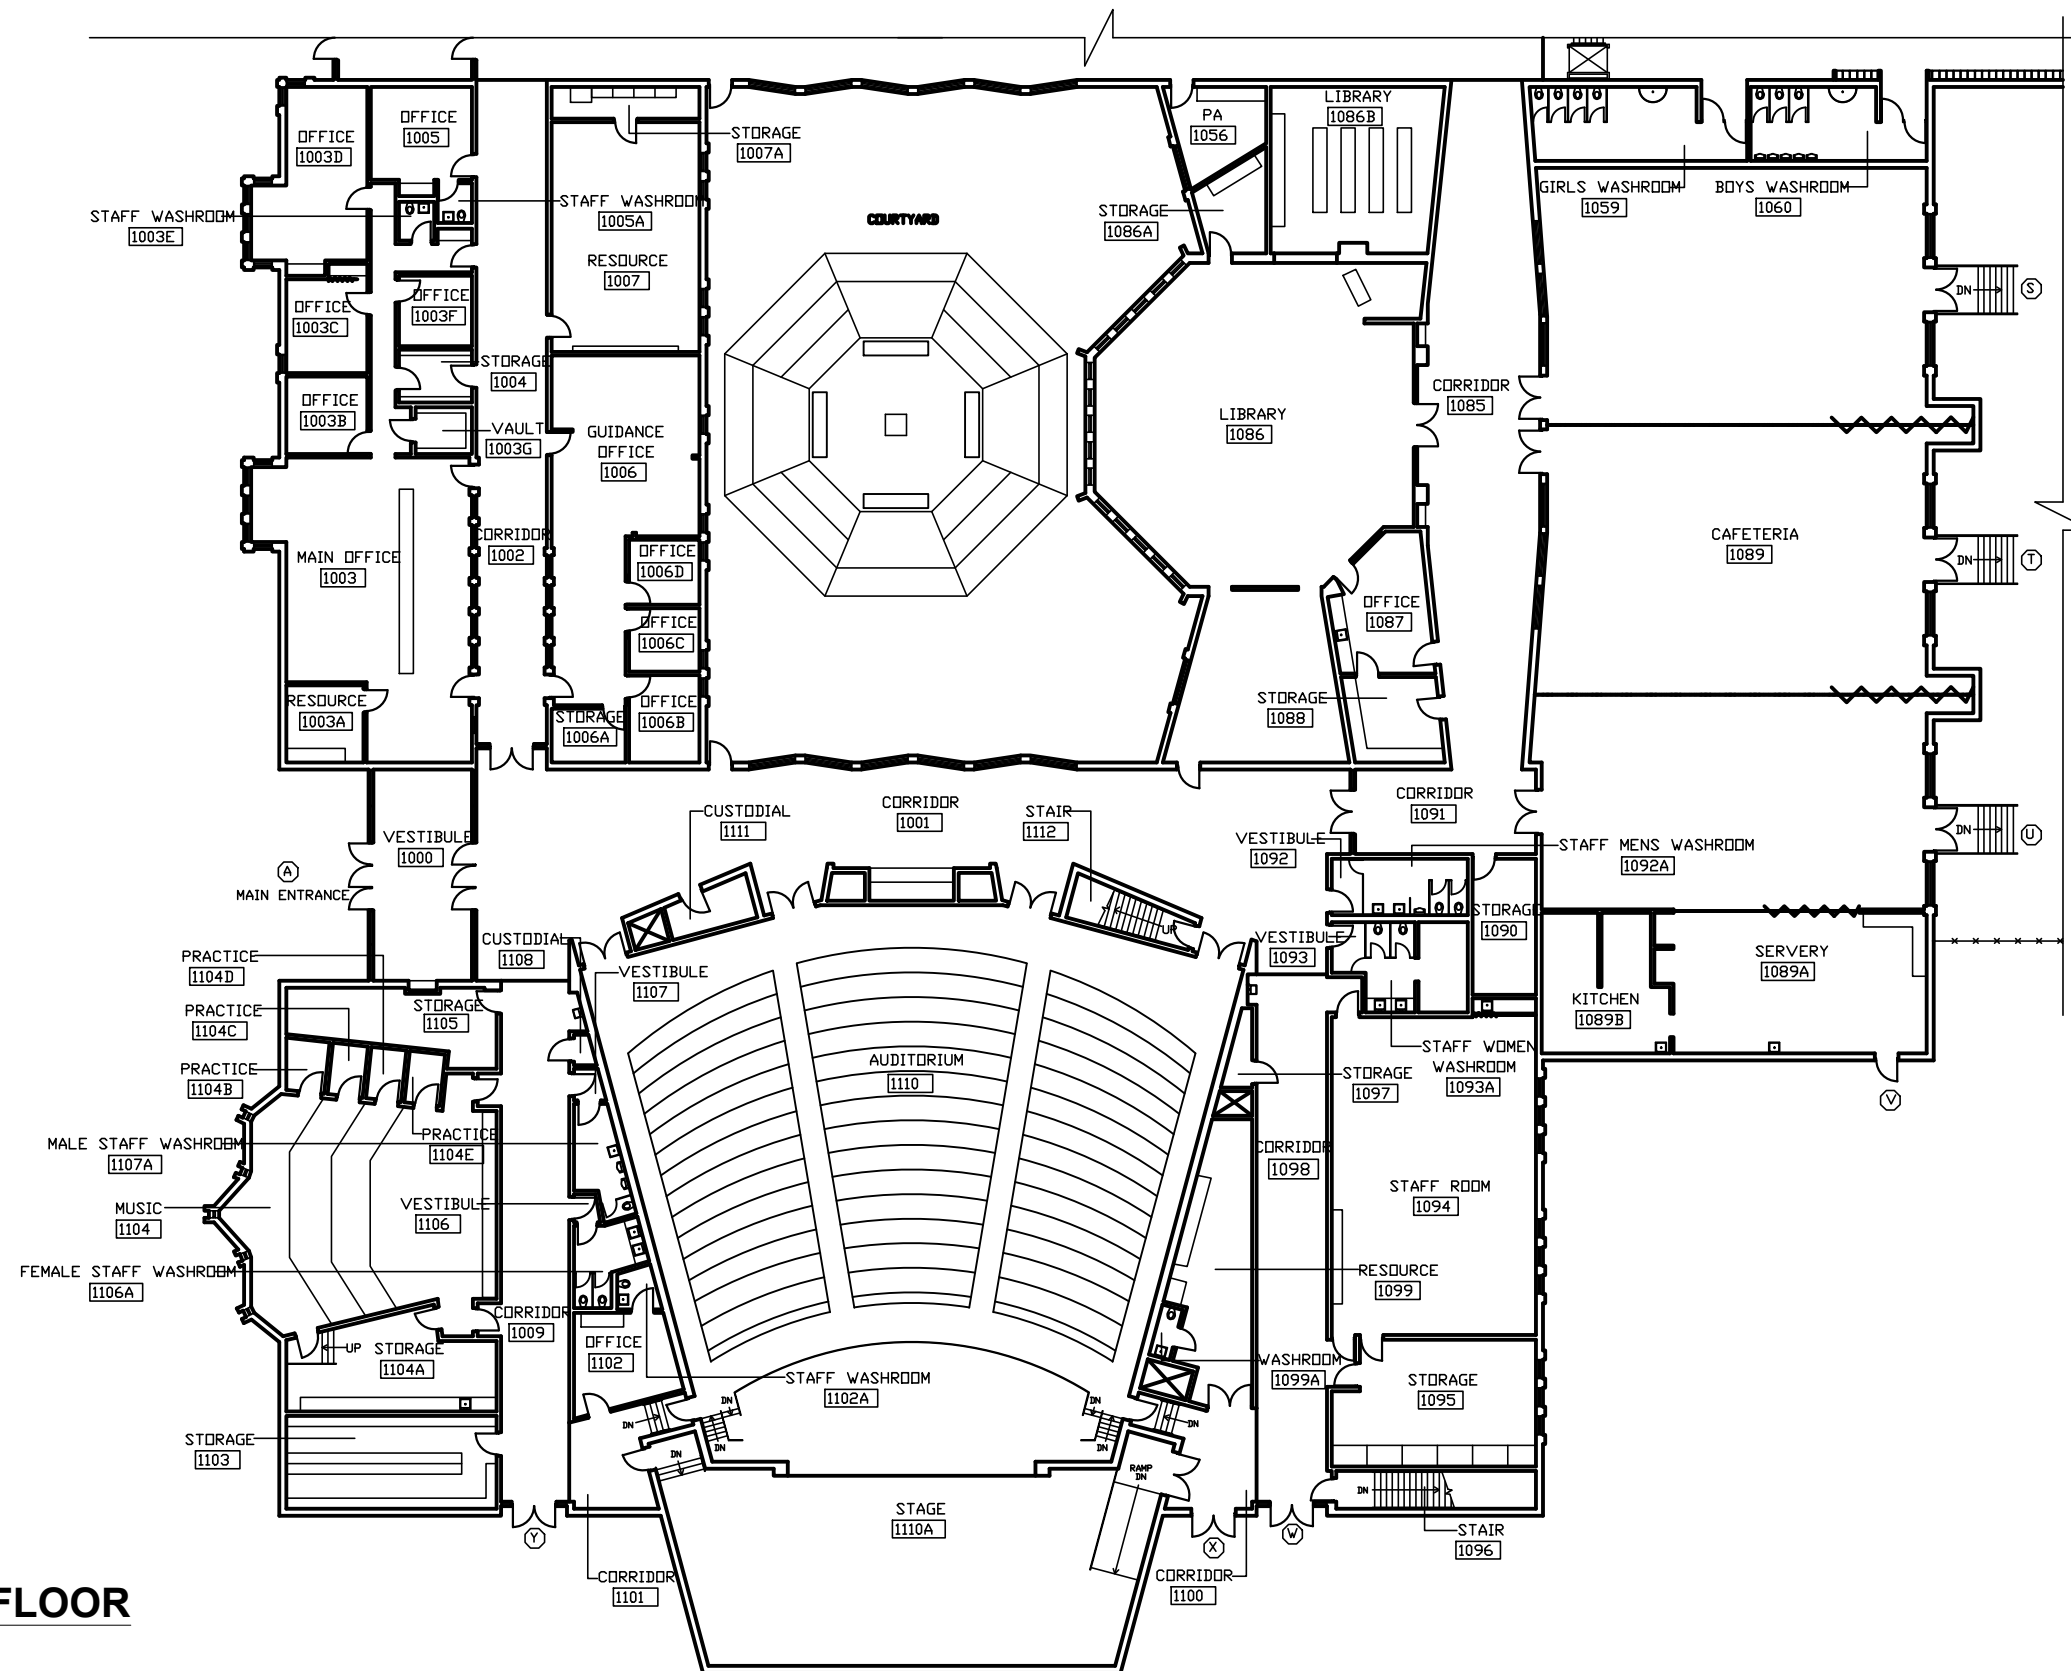 OFFICE
1003D
OFFICE
1005
STORAGE
1007A
PA
1056
LIBRARY
1086B
STAFF WASHROOM
1003E
STAFF WASHROOM
1005A
COURTYARD
STORAGE
1086A
GIRLS WASHROOM
1059
BOYS WASHROOM
1060
RESOURCE
1007
OFFICE
1003C
OFFICE
1003F
DN
S
STORAGE
1004
OFFICE
1003B
VAULT
1003G
GUIDANCE
OFFICE
1006
LIBRARY
1086
CORRIDOR
1085
MAIN OFFICE
1003
CORRIDOR
1002
OFFICE
1006D
CAFETERIA
1089
DN
T
OFFICE
1006C
OFFICE
1087
RESOURCE
1003A
STORAGE
1006A
OFFICE
1006B
STORAGE
1088
CUSTODIAL
1111
CORRIDOR
1001
STAIR
1112
CORRIDOR
1091
VESTIBULE
1000
VESTIBULE
1092
STAFF MENS WASHROOM
1092A
DN
U
A
MAIN ENTRANCE
UP
STORAGE
1090
CUSTODIAL
1108
VESTIBULE
1093
SERVERY
1089A
PRACTICE
1104D
VESTIBULE
1107
KITCHEN
1089B
PRACTICE
1104C
STORAGE
1105
AUDITORIUM
1110
STAFF WOMEN
WASHROOM
1093A
PRACTICE
1104B
STORAGE
1097
V
MALE STAFF WASHROOM
1107A
PRACTICE
1104E
CORRIDOR
1098
STAFF ROOM
1094
MUSIC
1104
VESTIBULE
1106
FEMALE STAFF WASHROOM
1106A
RESOURCE
1099
CORRIDOR
1009
UP
STORAGE
1104A
OFFICE
1102
STAFF WASHROOM
1102A
WASHROOM
1099A
STORAGE
1095
DN
DN
DN
DN
STORAGE
1103
DN
DN
DN
RAMP
DN
DN
STAGE
1110A
Y
X
W
STAIR
1096
CORRIDOR
1101
CORRIDOR
1100
FLOOR